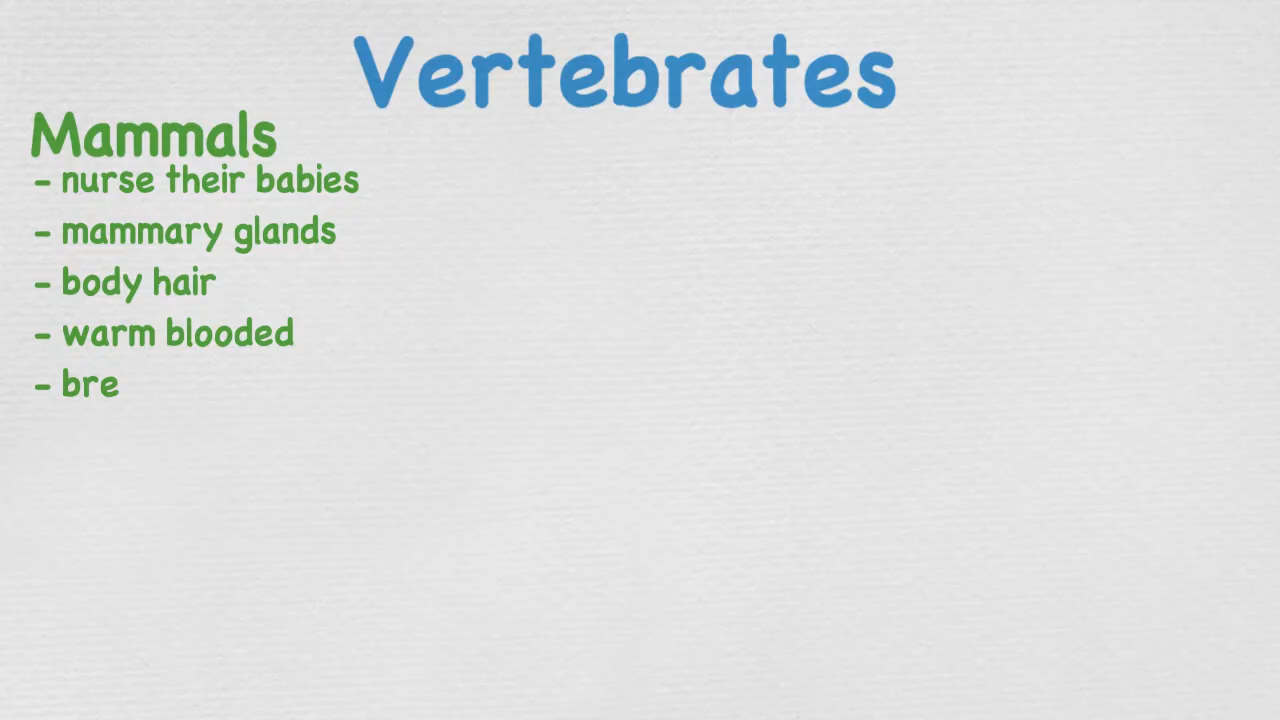 Vertebrates
Mammals
- nurse their babies
- mammary glands
- body hair
- warm blooded
- bre